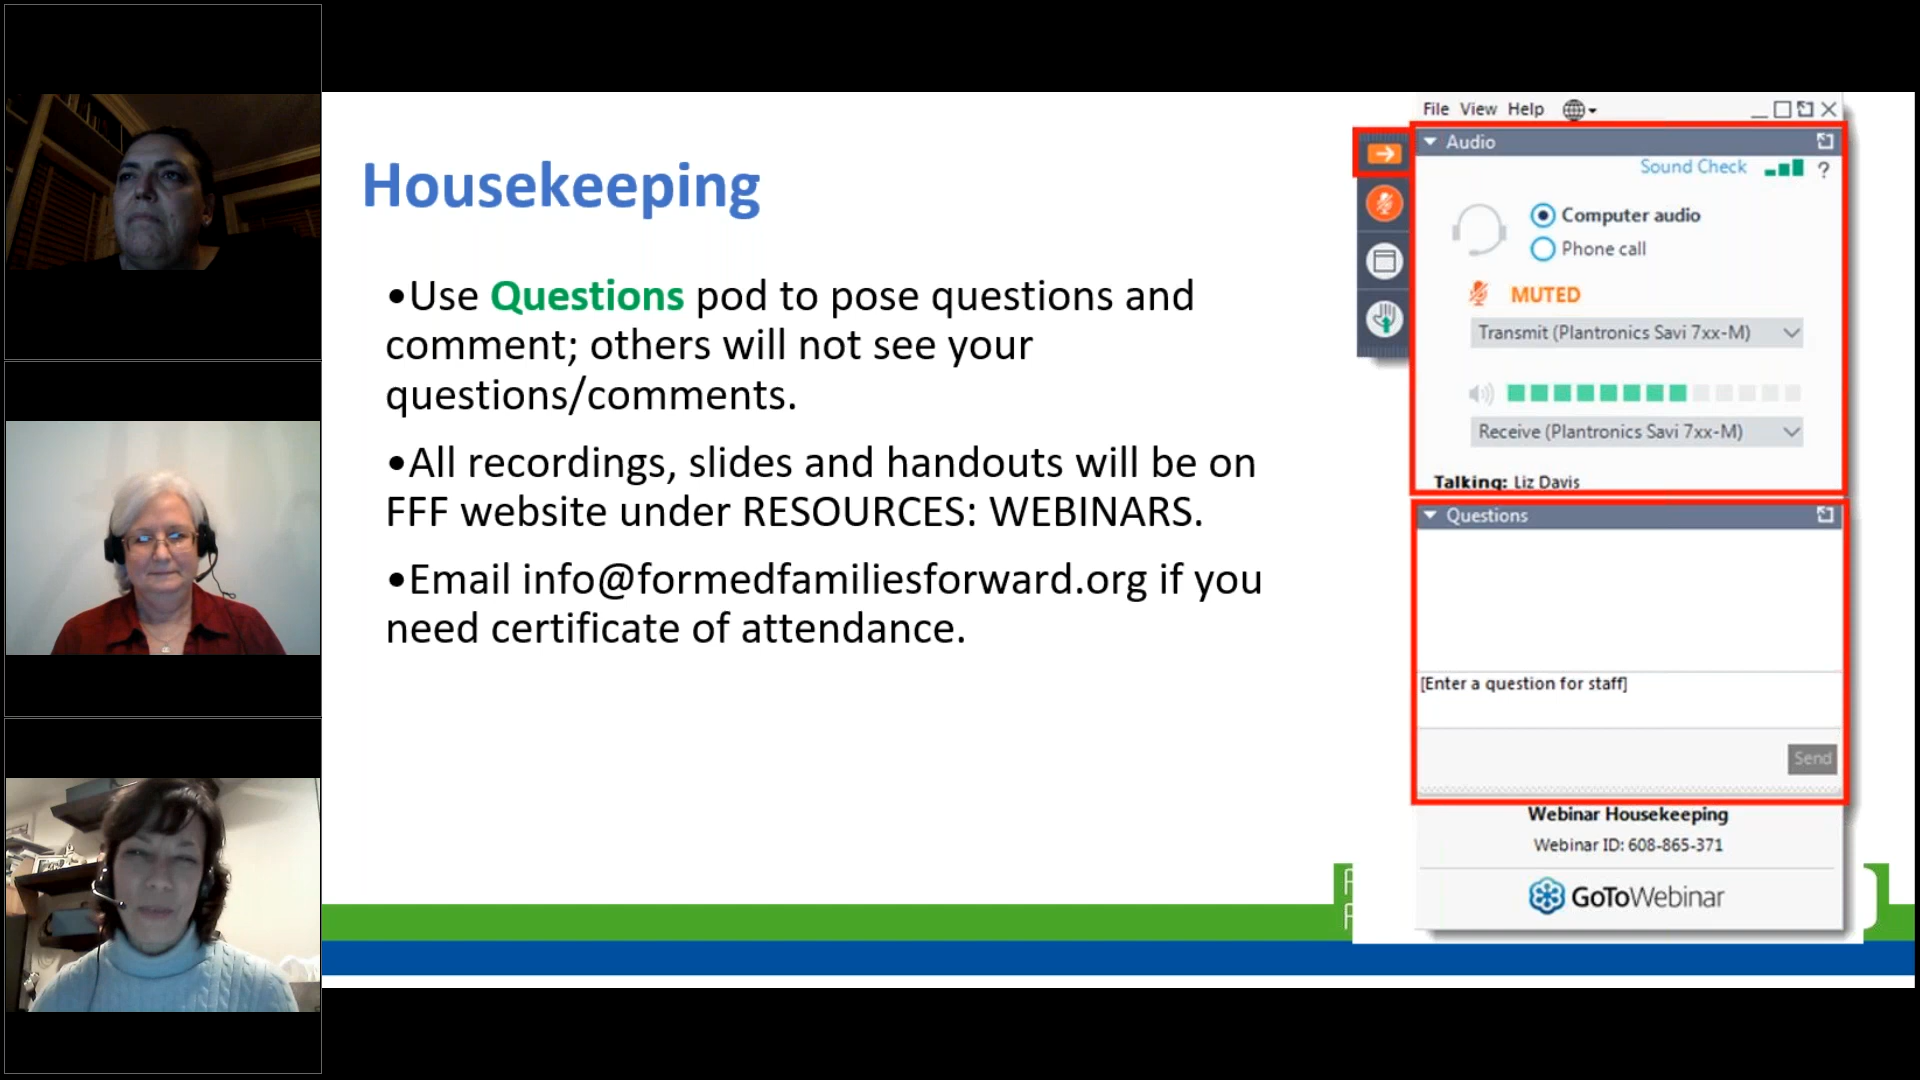 Housekeeping
•Use Questions pod to pose questions and
comment; others will not see your
questions/comments.
•All recordings, slides and handouts will be on
FFF website under RESOURCES: WEBINARS.
•Email info@formedfamiliesforward.org if you
need certificate of attendance.
File View Help
Audio
Sound Check ?
Computer audio
Phone call
MUTED
Transmit (Plantronics Savi 7xx-M)
Receive (Plantronics Savi 7xx-M)
Talking: Liz Davis
Questions
[Enter a question for staff]
Send
Webinar Housekeeping
Webinar ID: 608-865-371
GoToWebinar